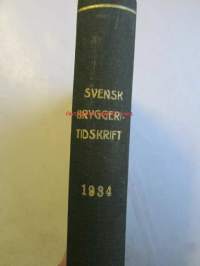 SVENSK
BRYGGERI
TIDSKRIFT
1934